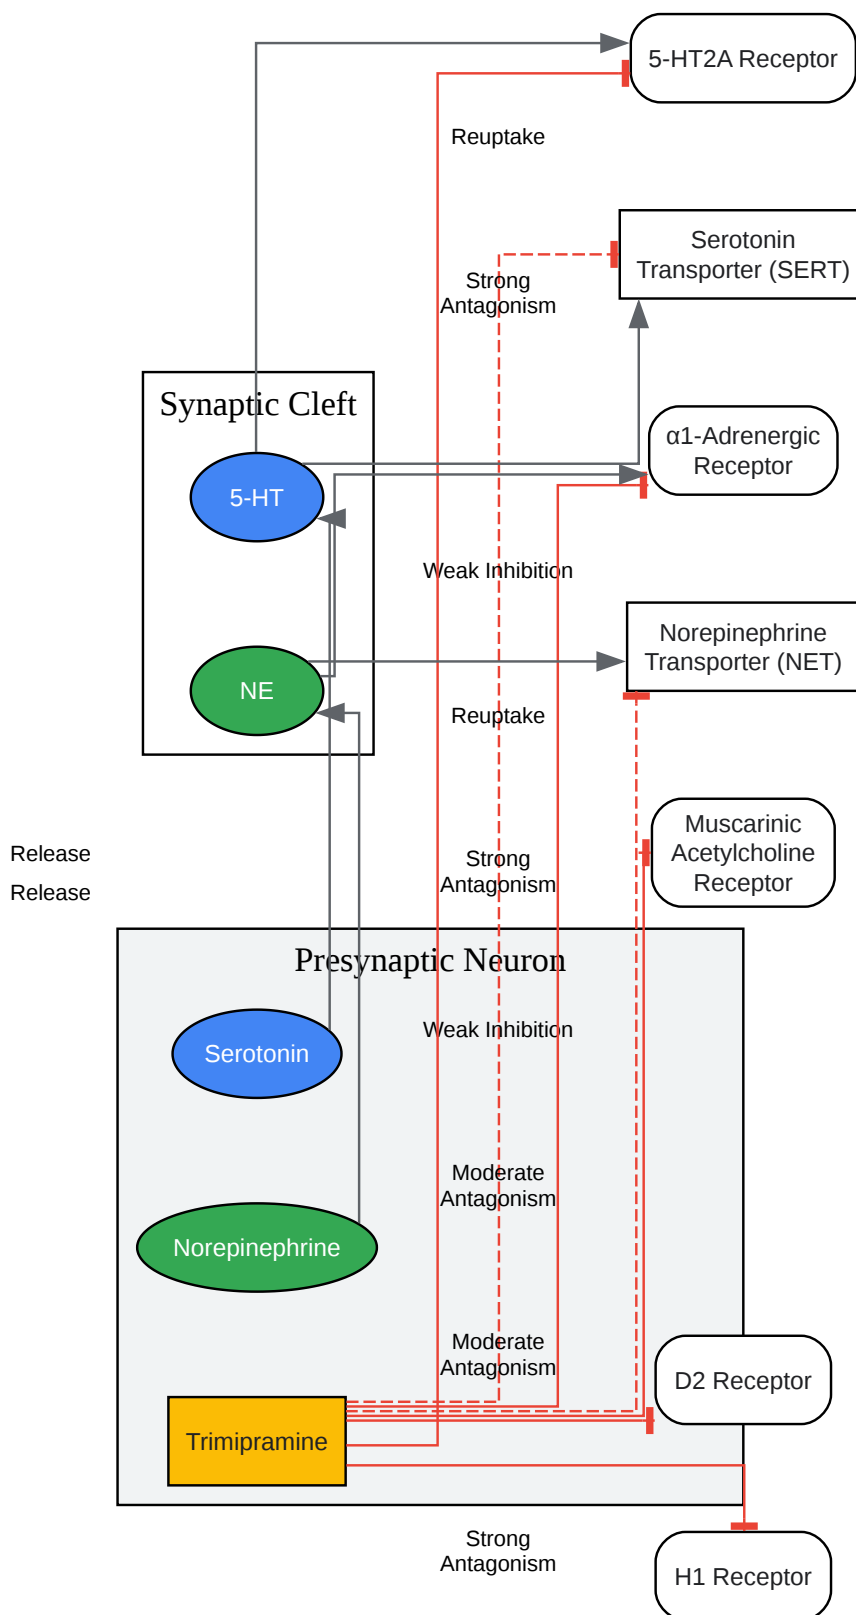 5-HT2A Receptor
Reuptake
Serotonin
Transporter (SERT)
Strong
Antagonism
Synaptic Cleft
α1-Adrenergic
Receptor
5-HT
Weak Inhibition
Norepinephrine
Transporter (NET)
NE
Reuptake
Muscarinic
Acetylcholine
Receptor
Release
Strong
Antagonism
Release
Presynaptic Neuron
Weak Inhibition
Serotonin
Moderate
Antagonism
Norepinephrine
Moderate
Antagonism
D2 Receptor
Trimipramine
Strong
Antagonism
H1 Receptor